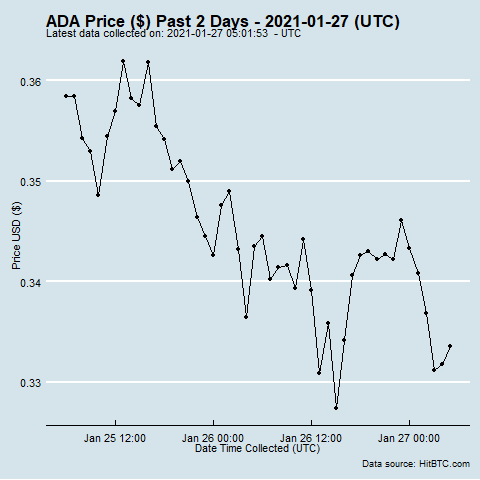 ADA Price ($) Past 2 Days - 2021-01-27 (UTC)
Latest data collected on: 2021-01-27 05:01:53 - UTC
0.36
0.35
0.34
0.33
Price USD ($)
Jan 25 12:00
Jan 26 00:00
Jan 26 12:00
Jan 27 00:00
Date Time Collected (UTC)
Data source: HitBTC.com